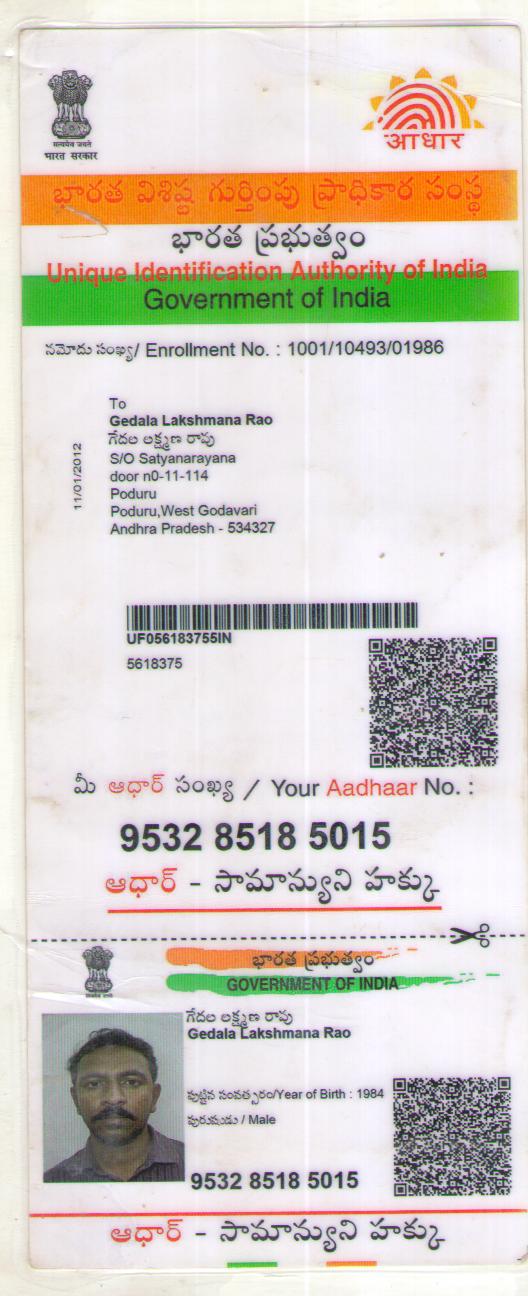 सत्यमेव जयते
भारत सरकार
आधार
భారత విశిష్ట గుర్తింపు ప్రాధికార సంస్థ
భారత ప్రభుత్వం
Unique Identification Authority of India
Government of India
నమోదు సంఖ్య/ Enrollment No. : 1001/10493/01986
11/01/2012
To
Gedala Lakshmana Rao
గేదల లక్ష్మణ రావు
S/O Satyanarayana
door n0-11-114
Poduru
Poduru,West Godavari
Andhra Pradesh - 534327
UF056183755IN
5618375
మీ ఆధార్ సంఖ్య / Your Aadhaar No. :
9532 8518 5015
ఆధార్ - సామాన్యుని హక్కు
భారత ప్రభుత్వం
GOVERNMENT OF INDIA
గేదల లక్ష్మణ రావు
Gedala Lakshmana Rao
పుట్టిన సంవత్సరం/Year of Birth : 1984
పురుషుడు / Male
9532 8518 5015
ఆధార్ - సామాన్యుని హక్కు